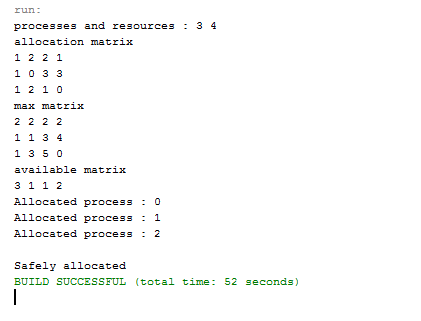 run:
processes and resources : 3 4
allocation matrix
1 2 2 1
1 0 3 3
1 2 1 0
max matrix
2 2 2 2
1 1 3 4
1 3 5 0
available matrix
3 1 1 2
Allocated process : 0
Allocated process : 1
Allocated process : 2
Safely allocated
BUILD SUCCESSFUL (total time: 52 seconds)